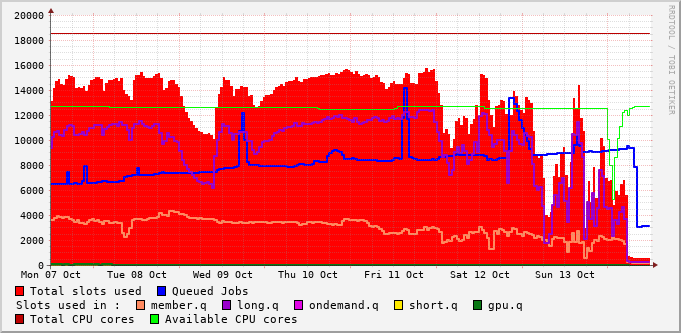 20000
18000
16000
14000
12000
10000
8000
6000
4000
2000
0
Mon 07 Oct Tue 08 Oct Wed 09 Oct Thu 10 Oct Fri 11 Oct Sat 12 Oct Sun 13 Oct
Total slots used Queued Jobs
Slots used in : member.q long.q ondemand.q short.q gpu.q
Total CPU cores Available CPU cores
RRDTOOL / TOBI OETIKER